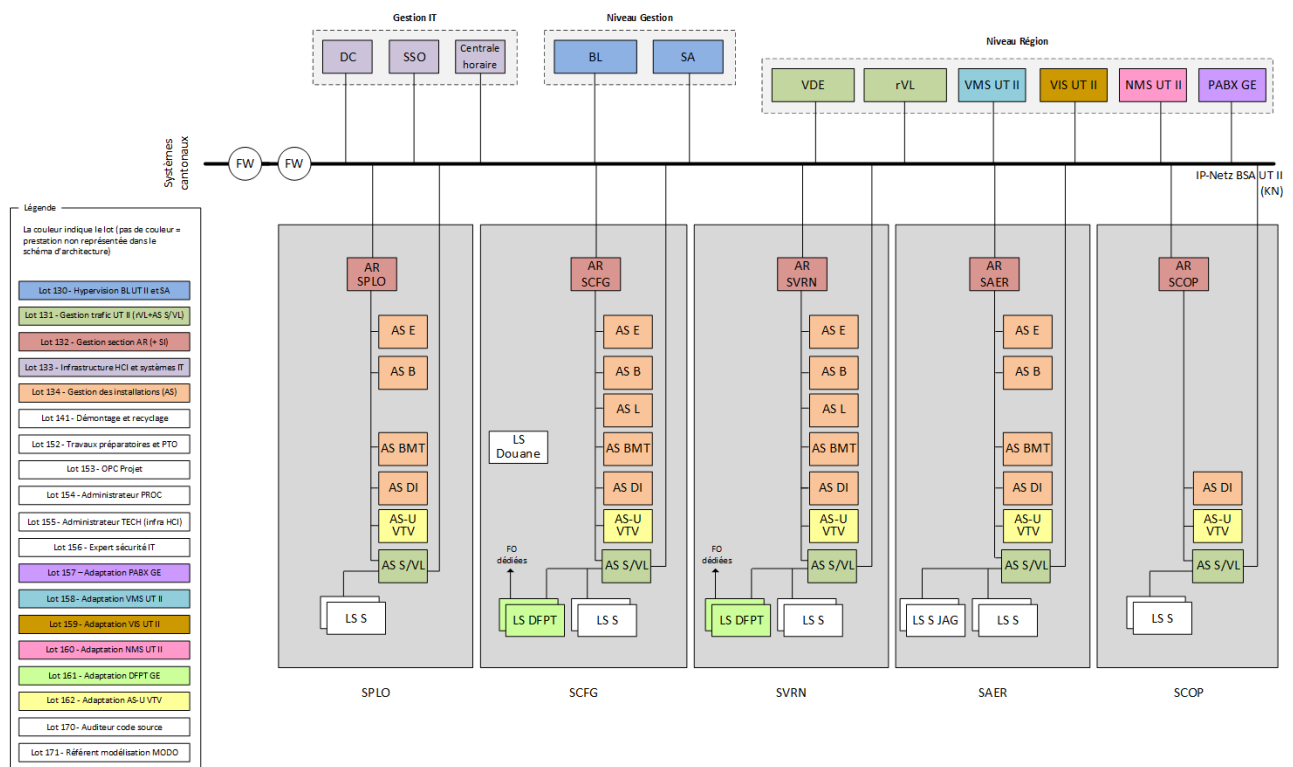 Gestion IT
DC
SSO
Centrale
horaire
Niveau Gestion
BL
SA
Niveau Région
VDE
rVL
VMS UT II
VIS UT II
NMS UT II
PABX GE
Systèmes
cantonaux
FW
FW
IP-Netz BSA UT II
(KN)
Légende
La couleur indique le lot (pas de couleur =
prestation non représentée dans le
schéma d'architecture)
Lot 130 - Hypervision BL UT II et SA
Lot 131 - Gestion trafic UT II (rVL+AS S/VL)
Lot 132 - Gestion section AR (+ SI)
Lot 133 - Infrastructure HCI et systèmes IT
Lot 134 - Gestion des installations (AS)
Lot 141 - Démontage et recyclage
Lot 152 - Travaux préparatoires et PTO
Lot 153 - OPC Projet
Lot 154 - Administrateur PROC
Lot 155 - Administrateur TECH (infra HCI)
Lot 156 - Expert sécurité IT
Lot 157 – Adaptation PABX GE
Lot 158 - Adaptation VMS UT II
Lot 159 - Adaptation VIS UT II
Lot 160 - Adaptation NMS UT II
Lot 161 - Adaptation DFPT GE
Lot 162 - Adaptation AS-U VTV
Lot 170 - Auditeur code source
Lot 171 - Référent modélisation MODO
AR
SPLO
AS E
AS B
AS BMT
AS DI
AS-U
VTV
AS S/VL
LS S
SPLO
AR
SCFG
AS E
AS B
AS L
LS
Douane
AS BMT
AS DI
AS-U
VTV
FO
dédiées
AS S/VL
LS DFPT
LS S
SCFG
AR
SVRN
AS E
AS B
AS L
AS BMT
AS DI
AS-U
VTV
FO
dédiées
AS S/VL
LS DFPT
LS S
SVRN
AR
SAER
AS E
AS B
AS BMT
AS DI
AS-U
VTV
AS S/VL
LS S JAG
LS S
SAER
AR
SCOP
AS DI
AS-U
VTV
AS S/VL
LS S
SCOP